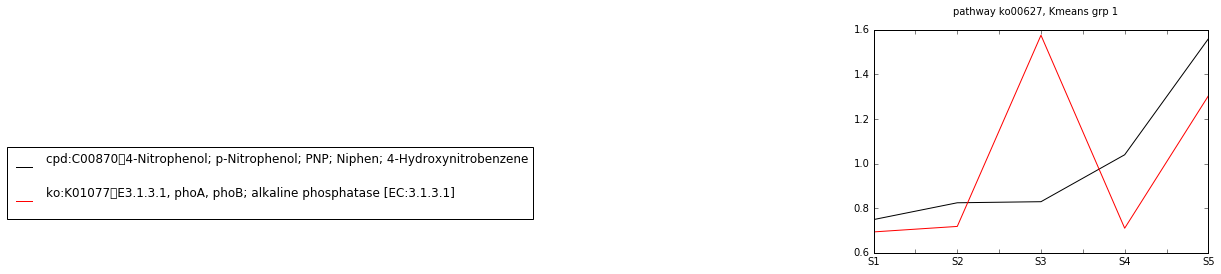 pathway ko00627, Kmeans grp 1
cpd:C00870▯4-Nitrophenol; p-Nitrophenol; PNP; Niphen; 4-Hydroxynitrobenzene
ko:K01077▯E3.1.3.1, phoA, phoB; alkaline phosphatase [EC:3.1.3.1]
1.6
1.4
1.2
1.0
0.8
0.6
S1 S2 S3 S4 S5